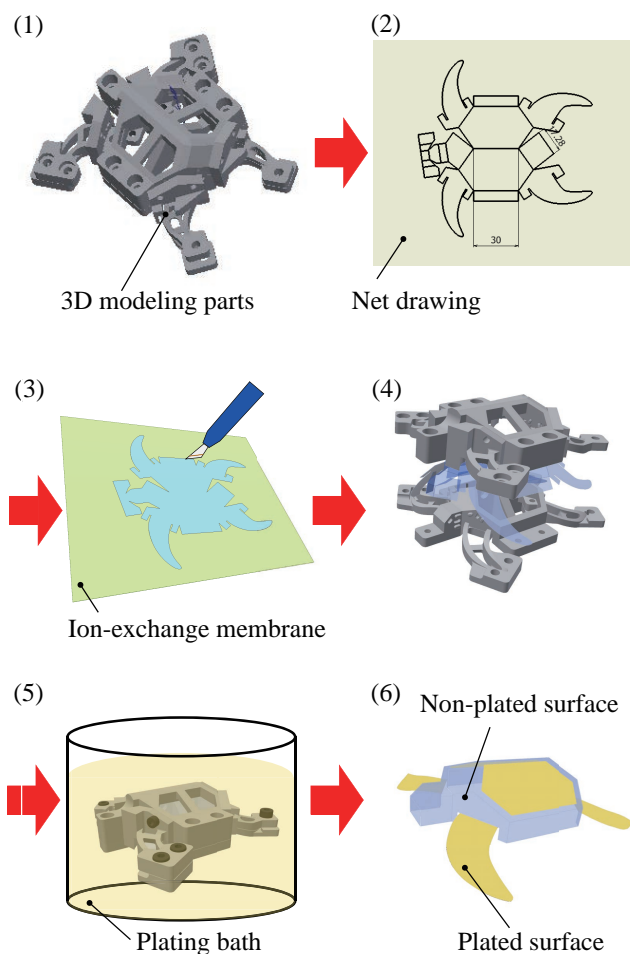 (1)
(2)
7.28
30
3D modeling parts
Net drawing
(3)
(4)
Ion-exchange membrane
(5)
(6)
Non-plated surface
Plating bath
Plated surface